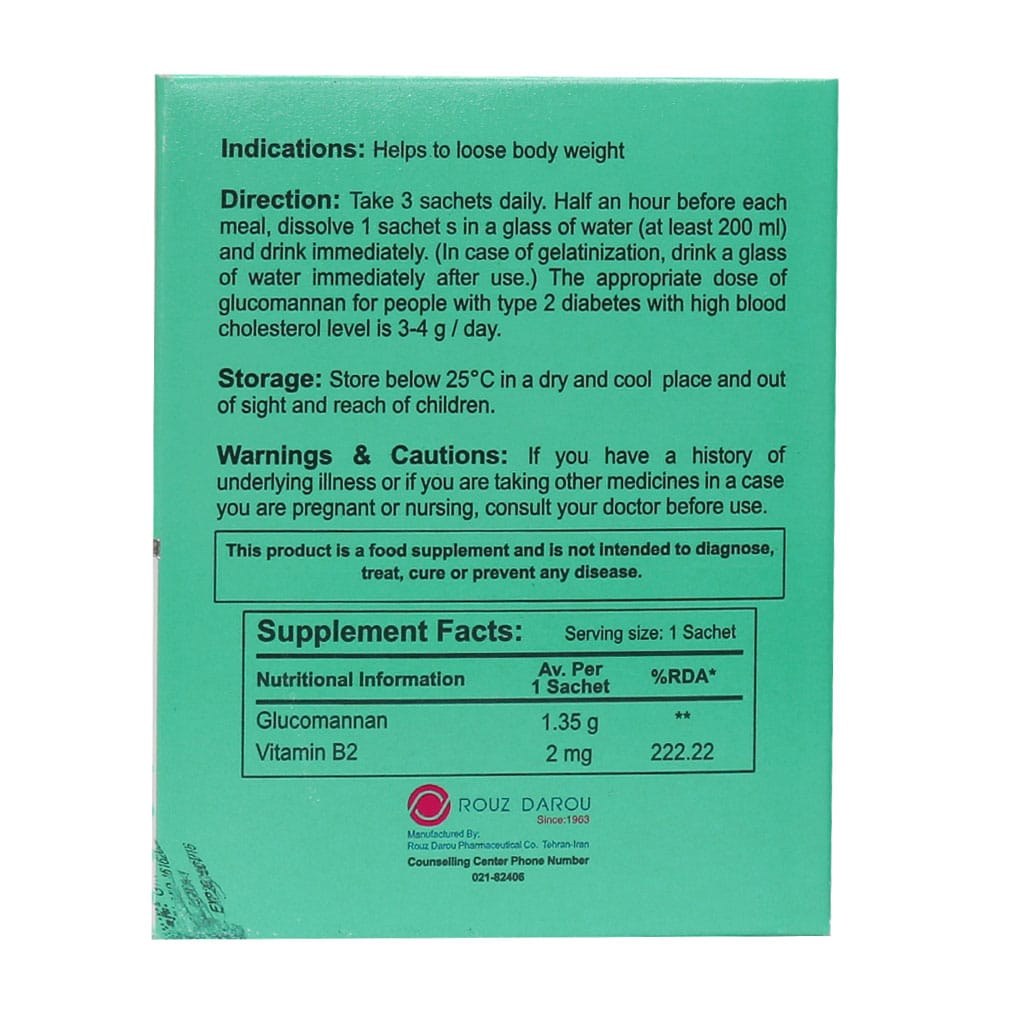 Indications: Helps to loose body weight
Direction: Take 3 sachets daily. Half an hour before each
meal, dissolve 1 sachet s in a glass of water (at least 200 ml)
and drink immediately. (In case of gelatinization, drink a glass
of water immediately after use.) The appropriate dose of
glucomannan for people with type 2 diabetes with high blood
cholesterol level is 3-4 g / day.
Storage: Store below 25°C in a dry and cool place and out
of sight and reach of children.
Warnings & Cautions: If you have a history of
underlying illness or if you are taking other medicines in a case
you are pregnant or nursing, consult your doctor before use.
This product is a food supplement and is not intended to diagnose,
treat, cure or prevent any disease.
Supplement Facts: Serving size: 1 Sachet
Nutritional Information Av. Per 1 Sachet %RDA*
Glucomannan 1.35 g **
Vitamin B2 2 mg 222.22
ROUZ DAROU
Since:1963
Manufactured By:
Rouz Darou Pharmaceutical Co. Tehran-Iran
Counselling Center Phone Number
021-82406